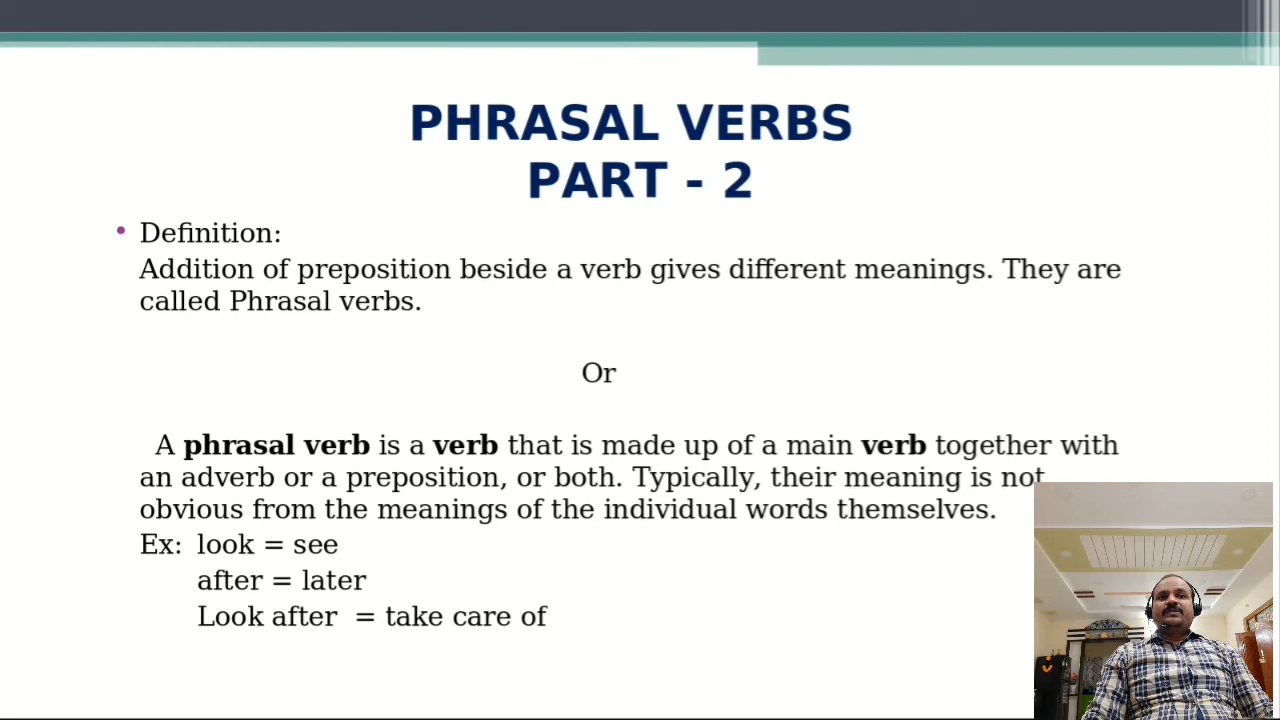 PHRASAL VERBS
PART - 2
• Definition:
Addition of preposition beside a verb gives different meanings. They are
called Phrasal verbs.
Or
A phrasal verb is a verb that is made up of a main verb together with
an adverb or a preposition, or both. Typically, their meaning is not
obvious from the meanings of the individual words themselves.
Ex: look = see
after = later
Look after = take care of